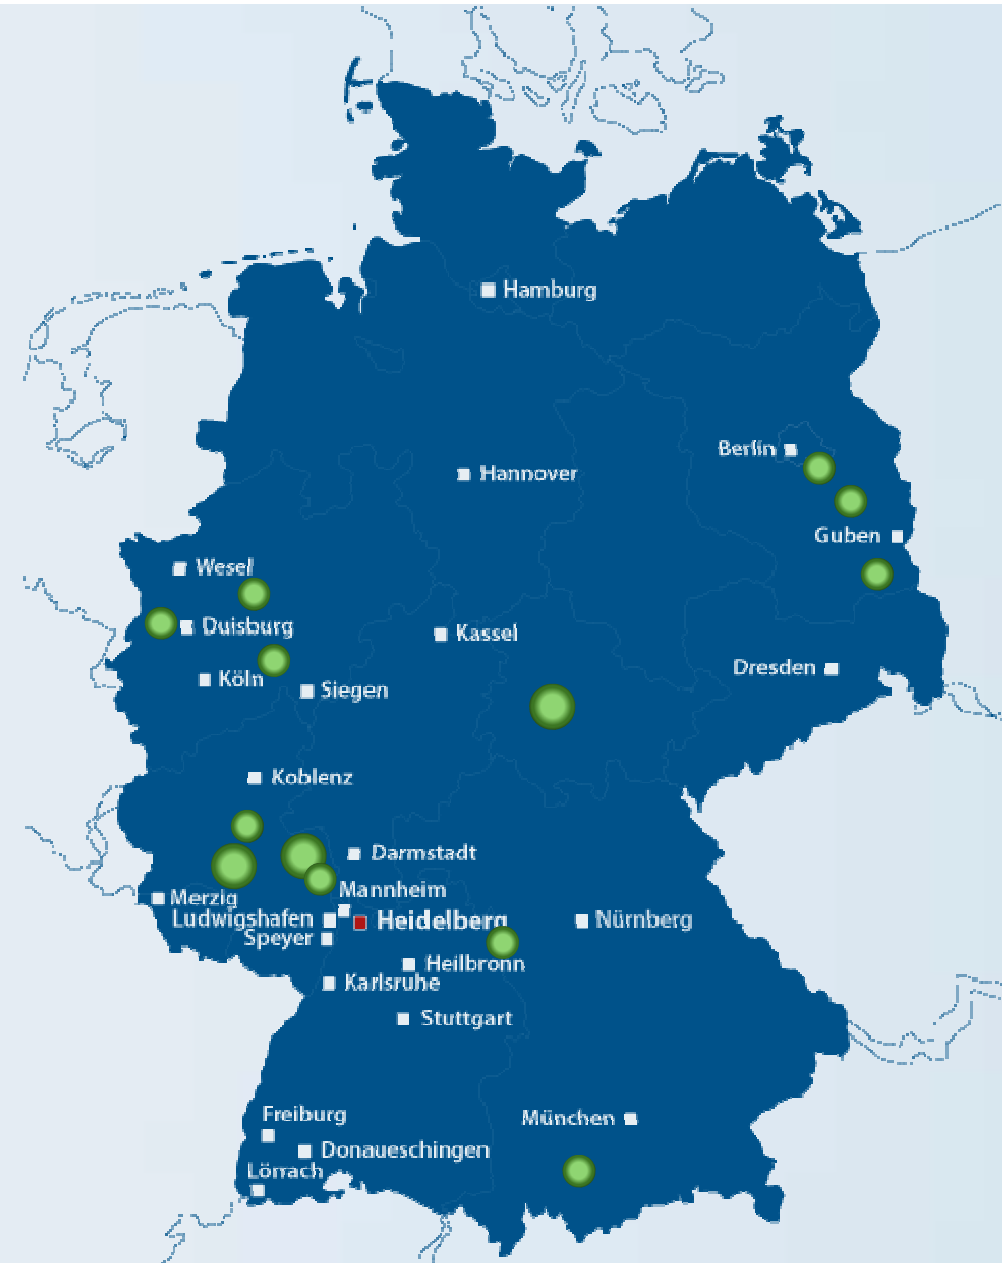 Hamburg
Berlin
Hannover
Guben
Wesel
Duisburg
Kassel
Dresden
Köln
Siegen
Koblenz
Darmstadt
Mannheim
Merzig
Ludwigshafen
Heidelberg
Nürnberg
Speyer
Heilbronn
Karlsruhe
Stuttgart
Freiburg
München
Donaueschingen
Lörrach